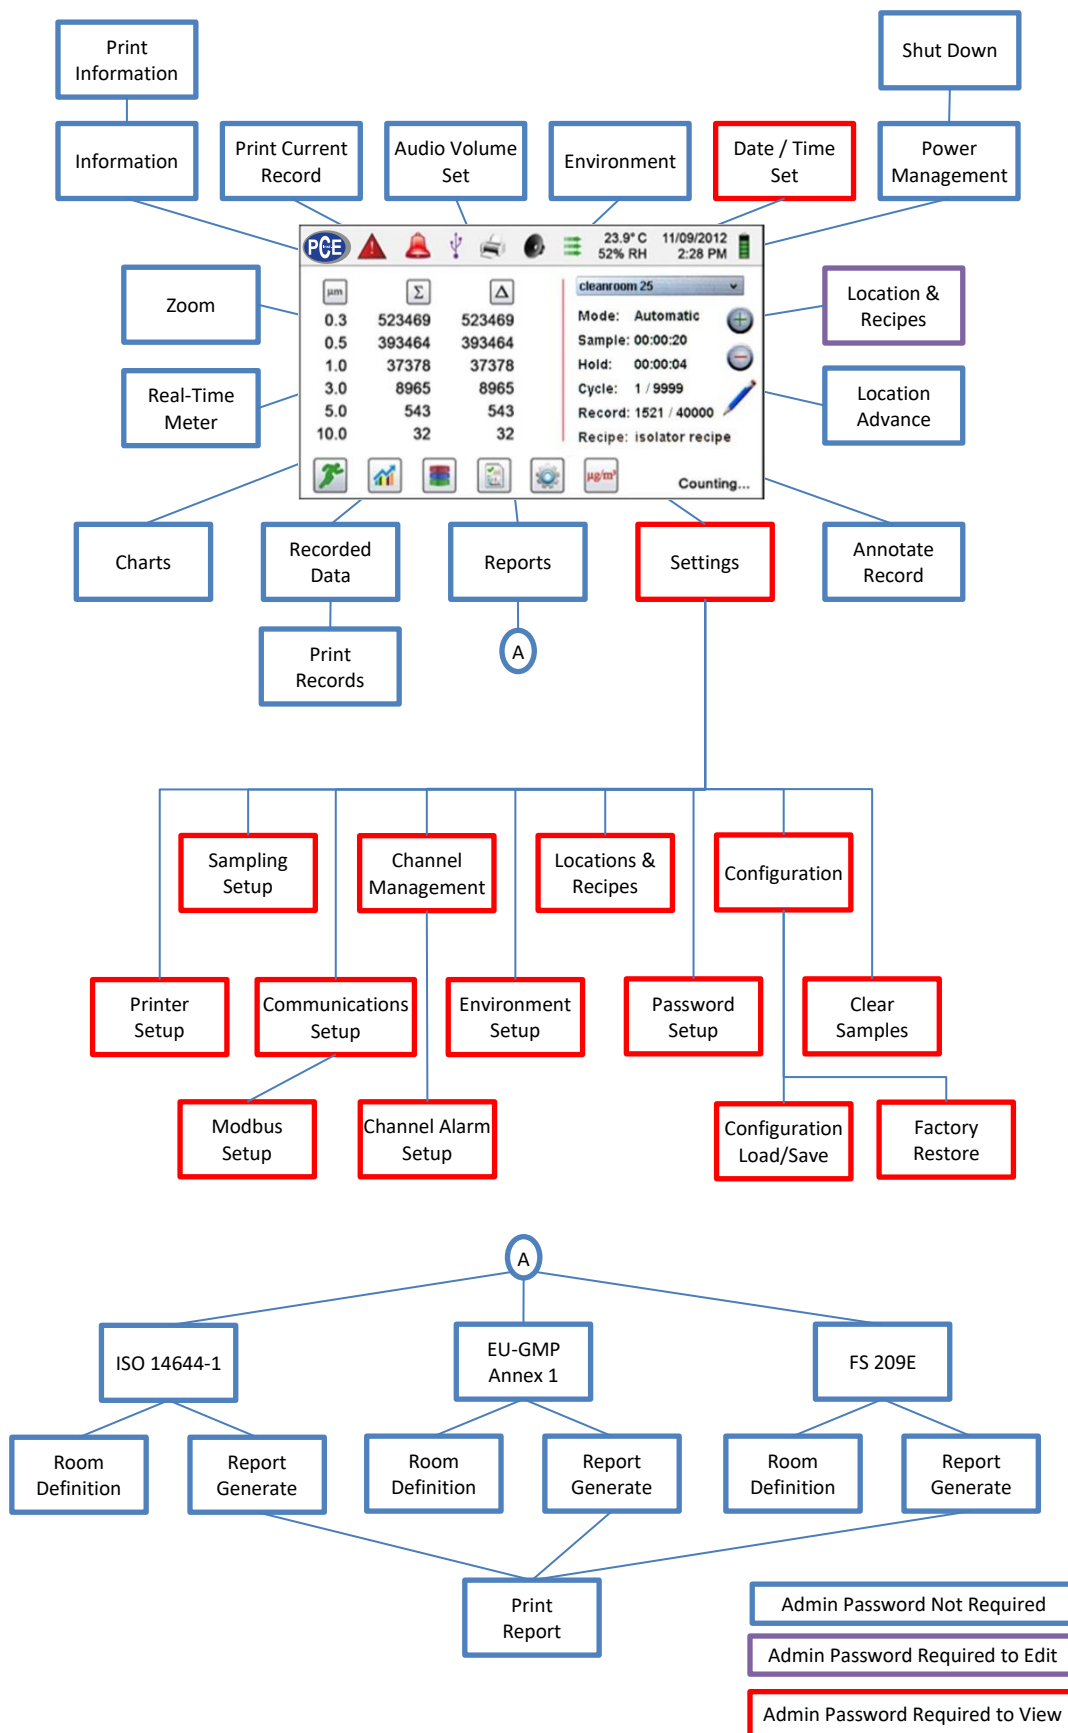 Print
Information
Shut Down
Information
Print Current
Record
Audio Volume
Set
Environment
Date / Time
Set
Power
Management
PCE
23.9° C
52% RH
11/09/2012
2:28 PM
Zoom
Real-Time
Meter
µm Σ Δ
0.3 523469 523469
0.5 393464 393464
1.0 37378 37378
3.0 8965 8965
5.0 543 543
10.0 32 32
cleanroom 25
Mode: Automatic
Sample: 00:00:20
Hold: 00:00:04
Cycle: 1 / 9999
Record: 1521 / 40000
Recipe: isolator recipe
µg/m³
Counting...
Location &
Recipes
Location
Advance
Charts
Recorded
Data
Reports
Settings
Annotate
Record
Print
Records
A
Sampling
Setup
Channel
Management
Locations &
Recipes
Configuration
Printer
Setup
Communications
Setup
Environment
Setup
Password
Setup
Clear
Samples
Modbus
Setup
Channel Alarm
Setup
Configuration
Load/Save
Factory
Restore
A
ISO 14644-1
EU-GMP
Annex 1
FS 209E
Room
Definition
Report
Generate
Room
Definition
Report
Generate
Room
Definition
Report
Generate
Print
Report
Admin Password Not Required
Admin Password Required to Edit
Admin Password Required to View